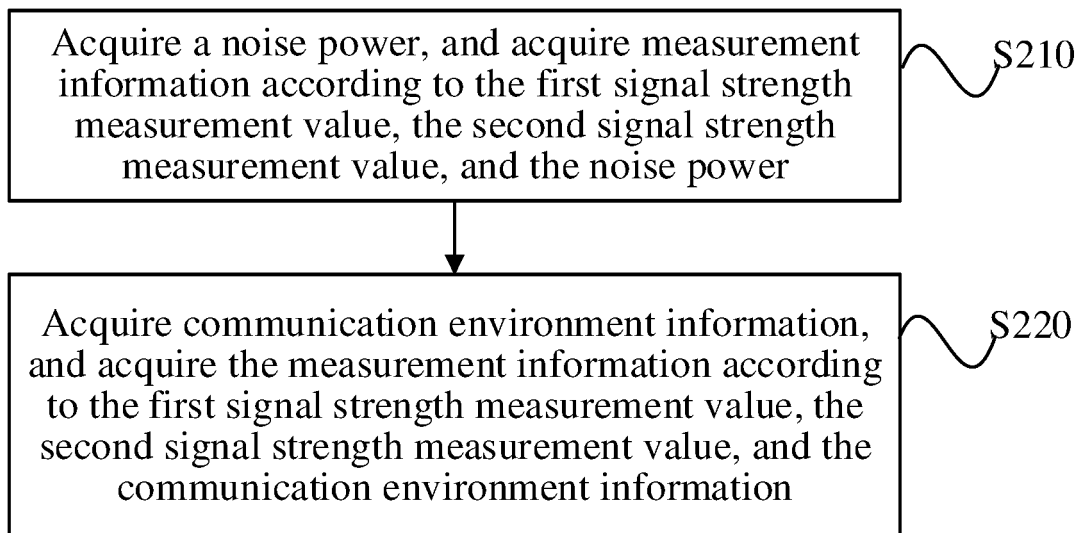 Acquire a noise power, and acquire measurement
information according to the first signal strength
measurement value, the second signal strength
measurement value, and the noise power
S210
Acquire communication environment information,
and acquire the measurement information according
to the first signal strength measurement value, the
second signal strength measurement value, and the
communication environment information
S220